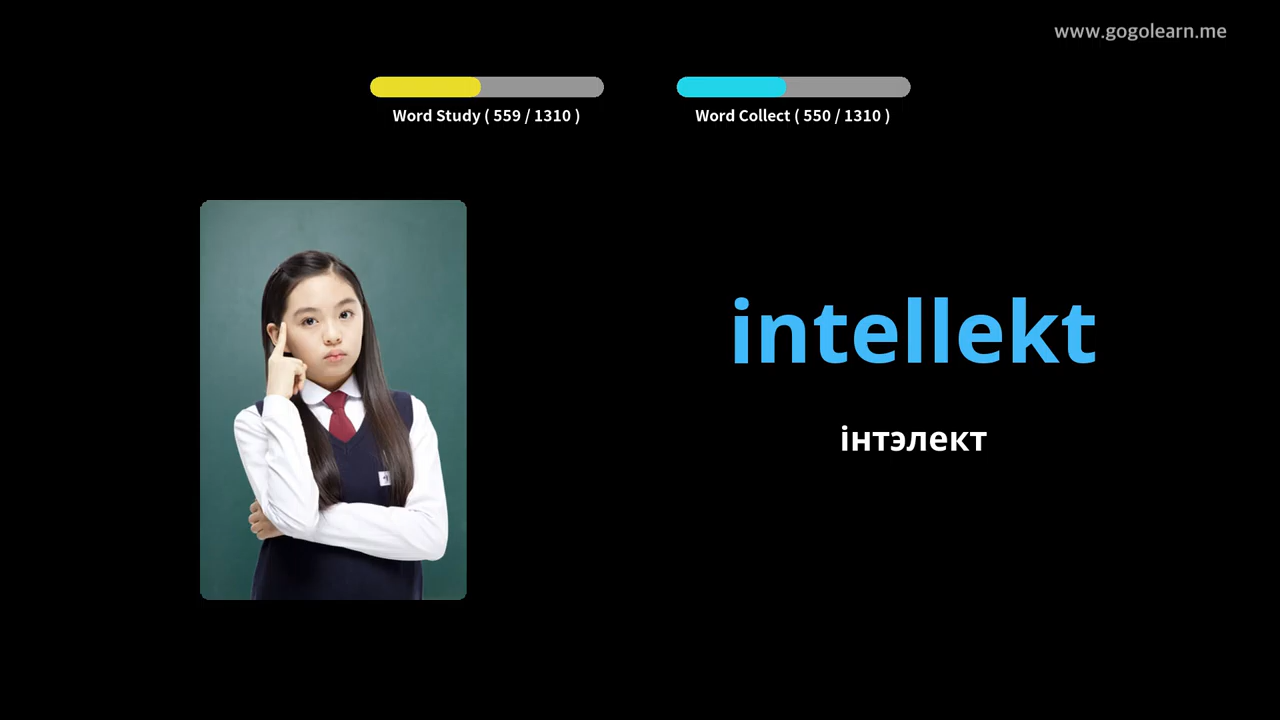 www.gogolearn.me
Word Study ( 559 / 1310 )
Word Collect ( 550 / 1310 )
intellekt
інтэлект